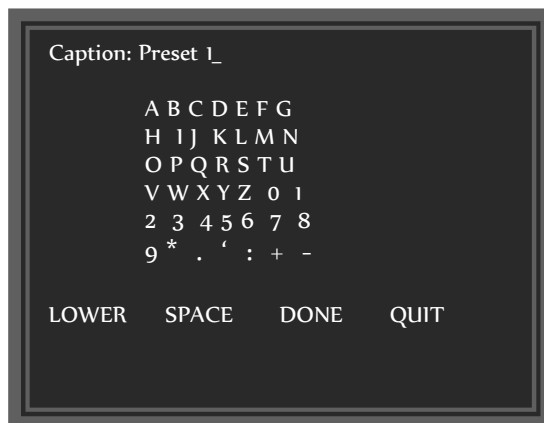 Caption: Preset 1_
A B C D E F G
H I J K L M N
O P Q R S T U
V W X Y Z 0 1
2 3 4 5 6 7 8
9 * . ‘ : + -
LOWER SPACE DONE QUIT